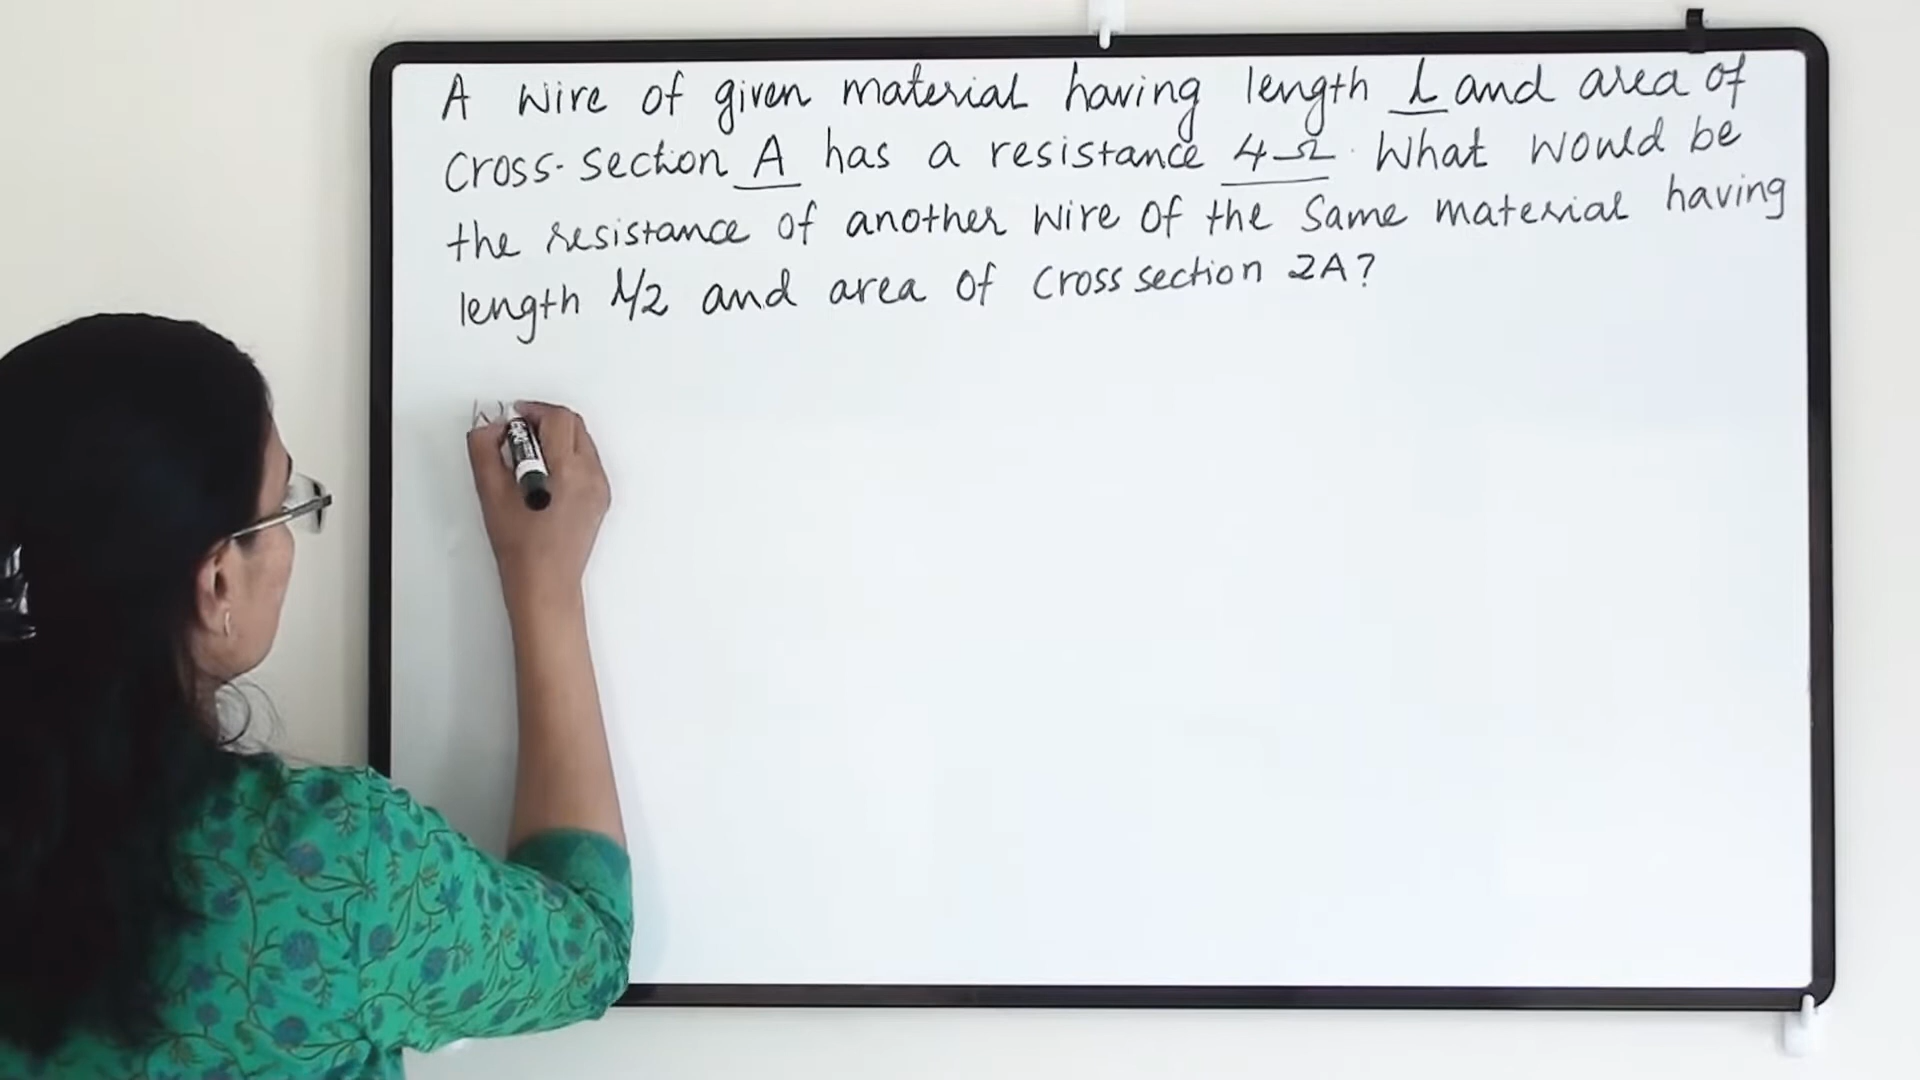 A wire of given material having length l and area of
cross-section A has a resistance 4Ω. What would be
the resistance of another wire of the same material having
length l/2 and area of cross section 2A?